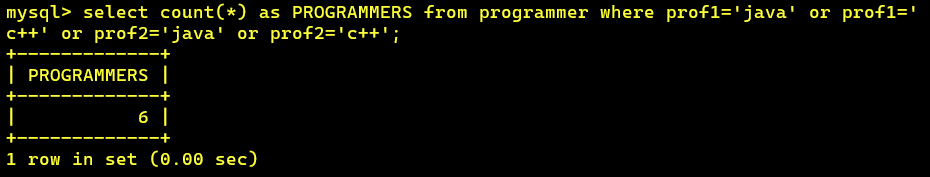 mysql> select count(*) as PROGRAMMERS from programmer where prof1='java' or prof1='
c++' or prof2='java' or prof2='c++';
+-------------+
| PROGRAMMERS |
+-------------+
|           6 |
+-------------+
1 row in set (0.00 sec)